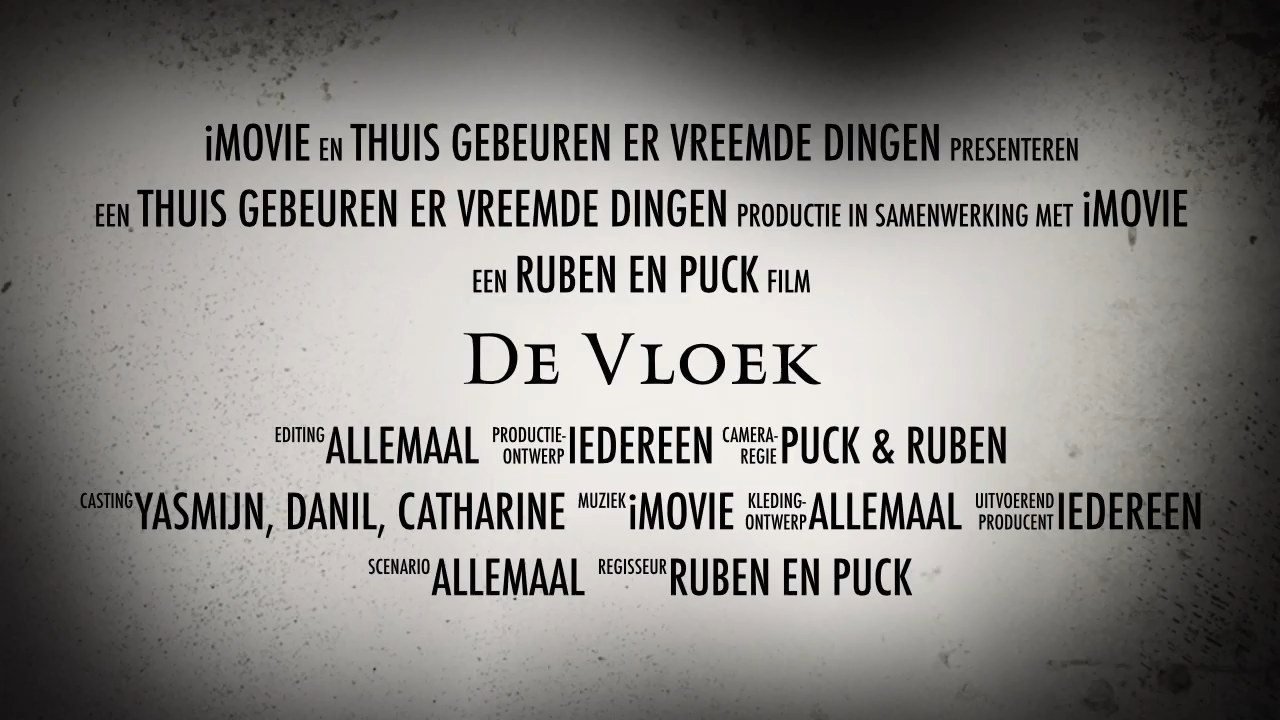 iMOVIE EN THUIS GEBEUREN ER VREEMDE DINGEN PRESENTEREN
EEN THUIS GEBEUREN ER VREEMDE DINGEN PRODUCTIE IN SAMENWERKING MET iMOVIE
EEN RUBEN EN PUCK FILM
DE VLOEK
EDITING ALLEMAAL PRODUCTIE-ONTWERP IEDEREEN CAMERA-REGIE PUCK & RUBEN
CASTING YASMIJN, DANIL, CATHARINE MUZIEK iMOVIE KLEDING-ONTWERP ALLEMAAL UITVOEREND PRODUCENT IEDEREEN
SCENARIO ALLEMAAL REGISSEUR RUBEN EN PUCK